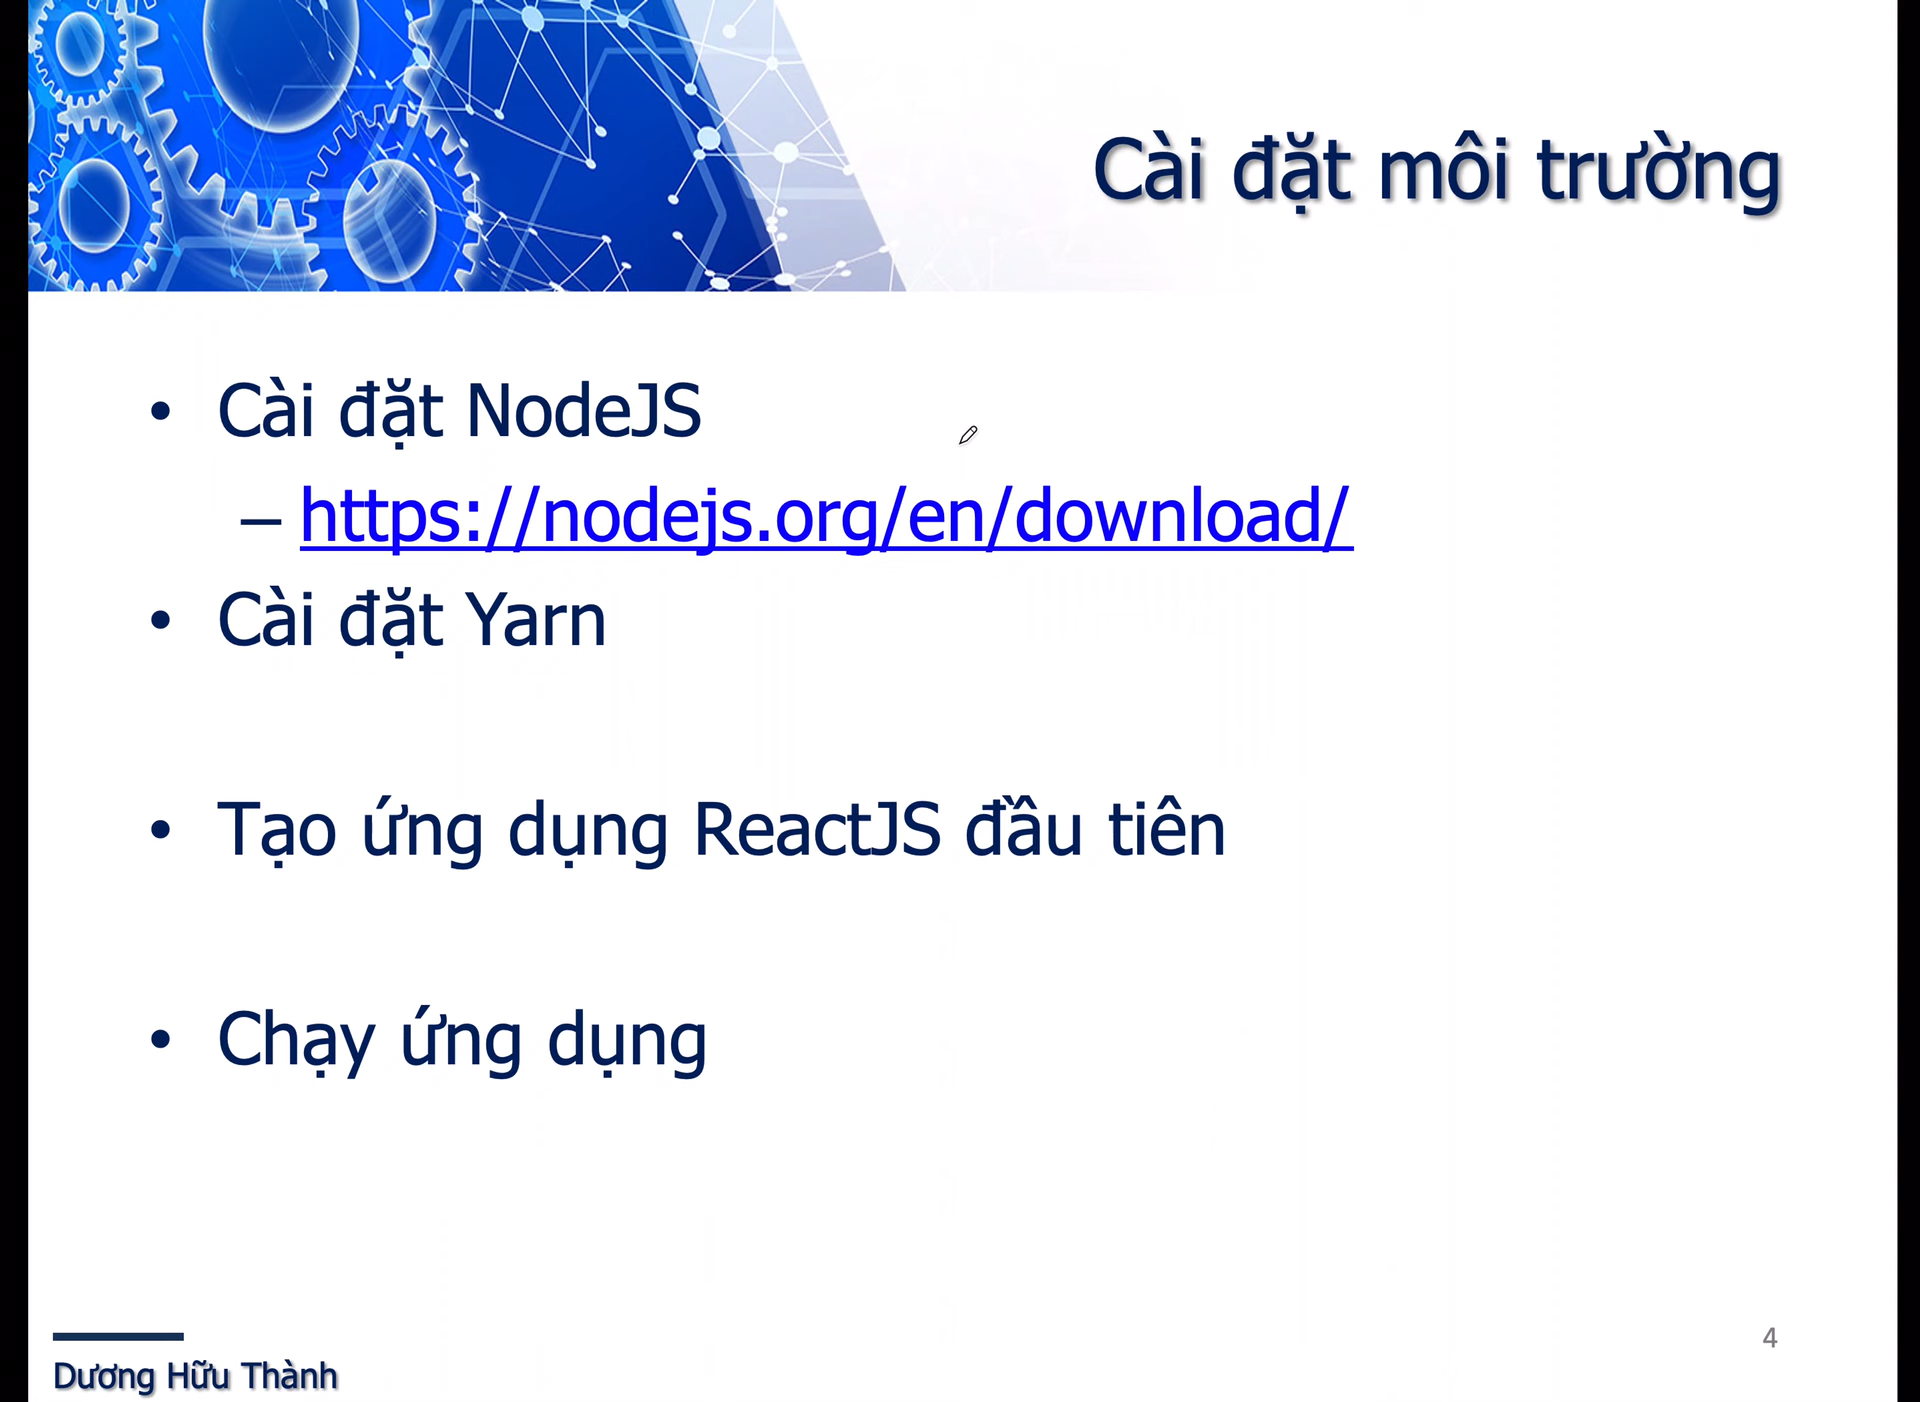 Cài đặt môi trường
• Cài đặt NodeJS
– https://nodejs.org/en/download/
• Cài đặt Yarn
• Tạo ứng dụng ReactJS đầu tiên
• Chạy ứng dụng
4
Dương Hữu Thành